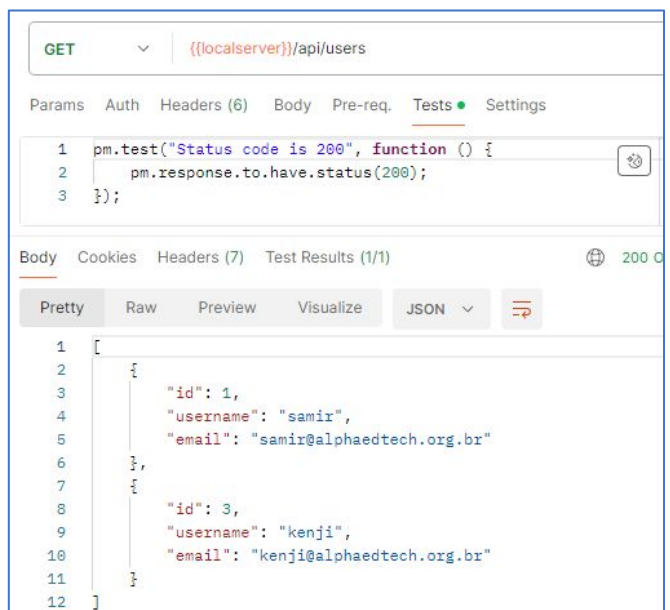 GET {{localserver}}/api/users
Params Auth Headers (6) Body Pre-req. Tests Settings
1 pm.test("Status code is 200", function () {
2 pm.response.to.have.status(200);
3 });
Body Cookies Headers (7) Test Results (1/1) 200 O
Pretty Raw Preview Visualize JSON
1 [
2 {
3 "id": 1,
4 "username": "samir",
5 "email": "samir@alphaedtech.org.br"
6 },
7 {
8 "id": 3,
9 "username": "kenji",
10 "email": "kenji@alphaedtech.org.br"
11 }
12 ]